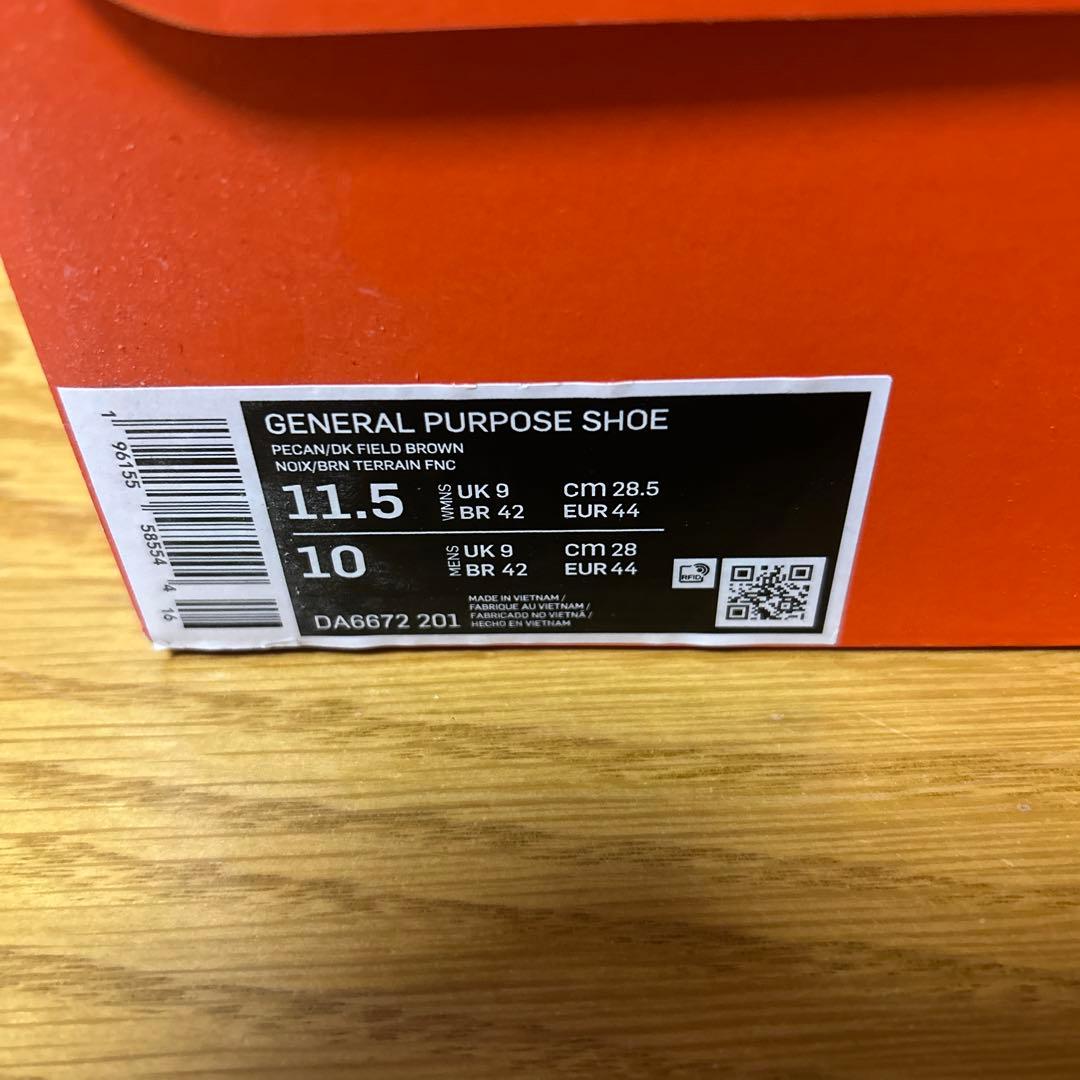 GENERAL PURPOSE SHOE
PECAN/DK FIELD BROWN
NOIX/BRN TERRAIN FNC
11.5 WMNS UK 9 CM 28.5
BR 42 EUR 44
10 MENS UK 9 CM 28
BR 42 EUR 44
RFID
DA6672 201
MADE IN VIETNAM /
FABRIQUE AU VIETNAM /
FABRICADO NO VIETNÃ /
HECHO EN VIETNAM
1 96155 58554 4 16